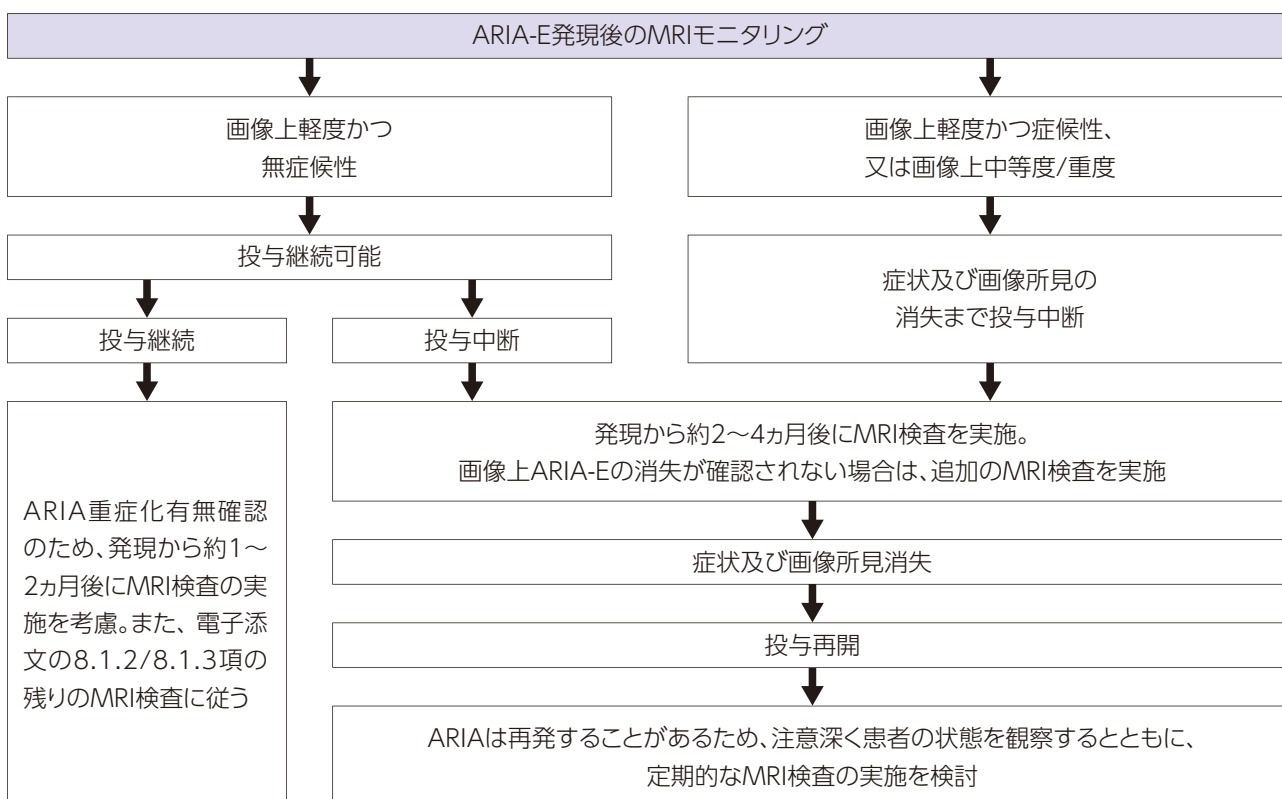 ARIA-E発現後のMRIモニタリング
画像上軽度かつ
無症候性
画像上軽度かつ症候性、
又は画像上中等度/重度
投与継続可能
症状及び画像所見の
消失まで投与中断
投与継続
投与中断
ARIA重症化有無確認
のため、発現から約1〜
2ヵ月後にMRI検査の実
施を考慮。また、電子添
文の8.1.2/8.1.3項の
残りのMRI検査に従う
発現から約2〜4ヵ月後にMRI検査を実施。
画像上ARIA-Eの消失が確認されない場合は、追加のMRI検査を実施
症状及び画像所見消失
投与再開
ARIAは再発することがあるため、注意深く患者の状態を観察するとともに、
定期的なMRI検査の実施を検討